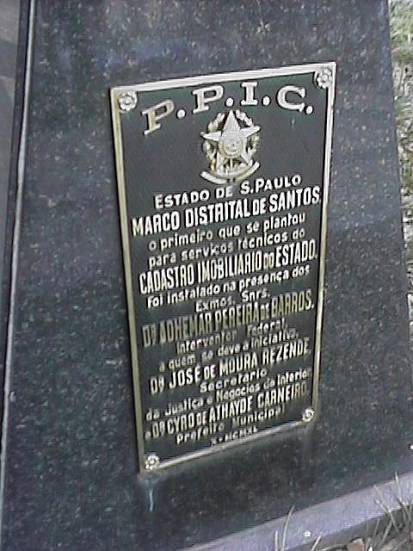 P.P.I.C.
ESTADO DE S.PAULO
MARCO DISTRITAL DE SANTOS,
o primeiro que se plantou
para serviços técnicos do
CADASTRO IMOBILIARIO DO ESTADO.
Foi instalado na presença dos
Exmos. Snrs.
DR ADHEMAR PEREIRA DE BARROS,
Interventor Federal,
a quem se deve a iniciativa.
DR JOSÉ DE MOURA REZENDE
Secretario
da Justiça e Negocios do Interior
e DR CYRO DE ATHAYDE CARNEIRO
Prefeito Municipal
X-MCMXL